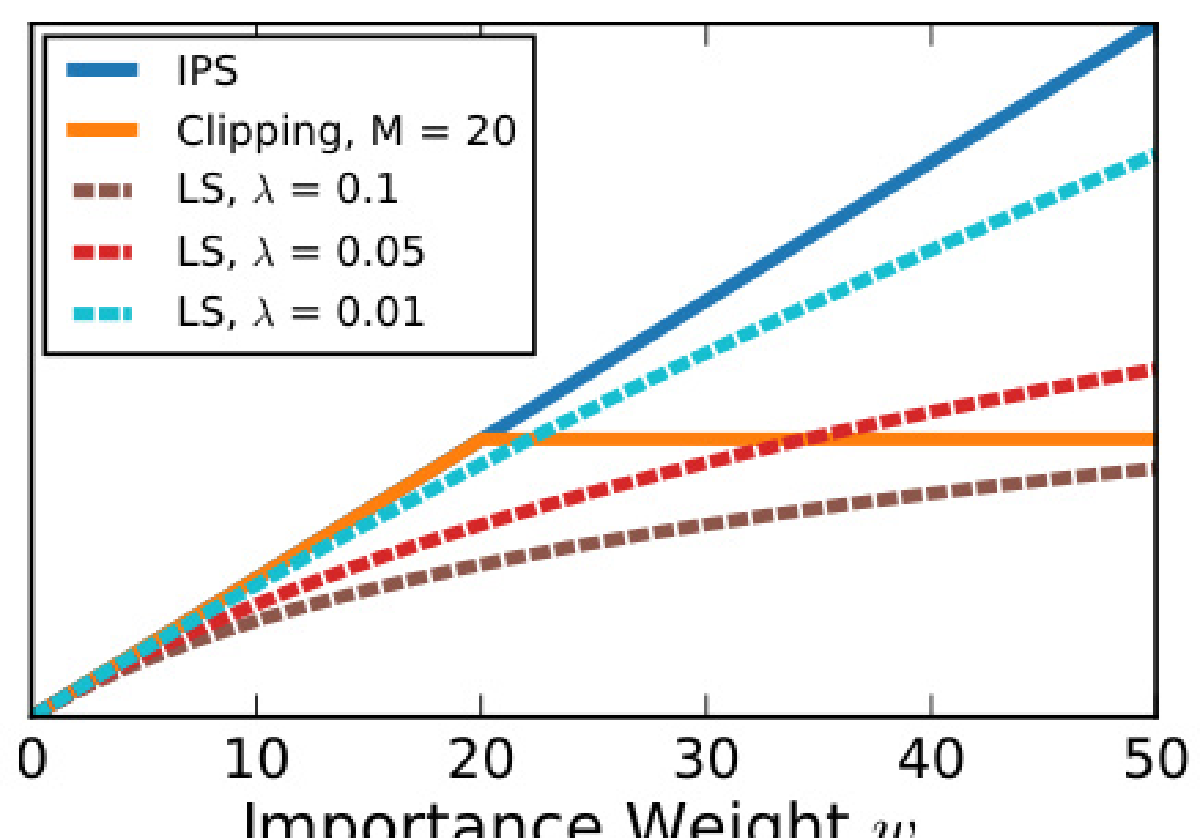 IPS
Clipping, M = 20
LS, λ = 0.1
LS, λ = 0.05
LS, λ = 0.01
0 10 20 30 40 50
Importance Weight w